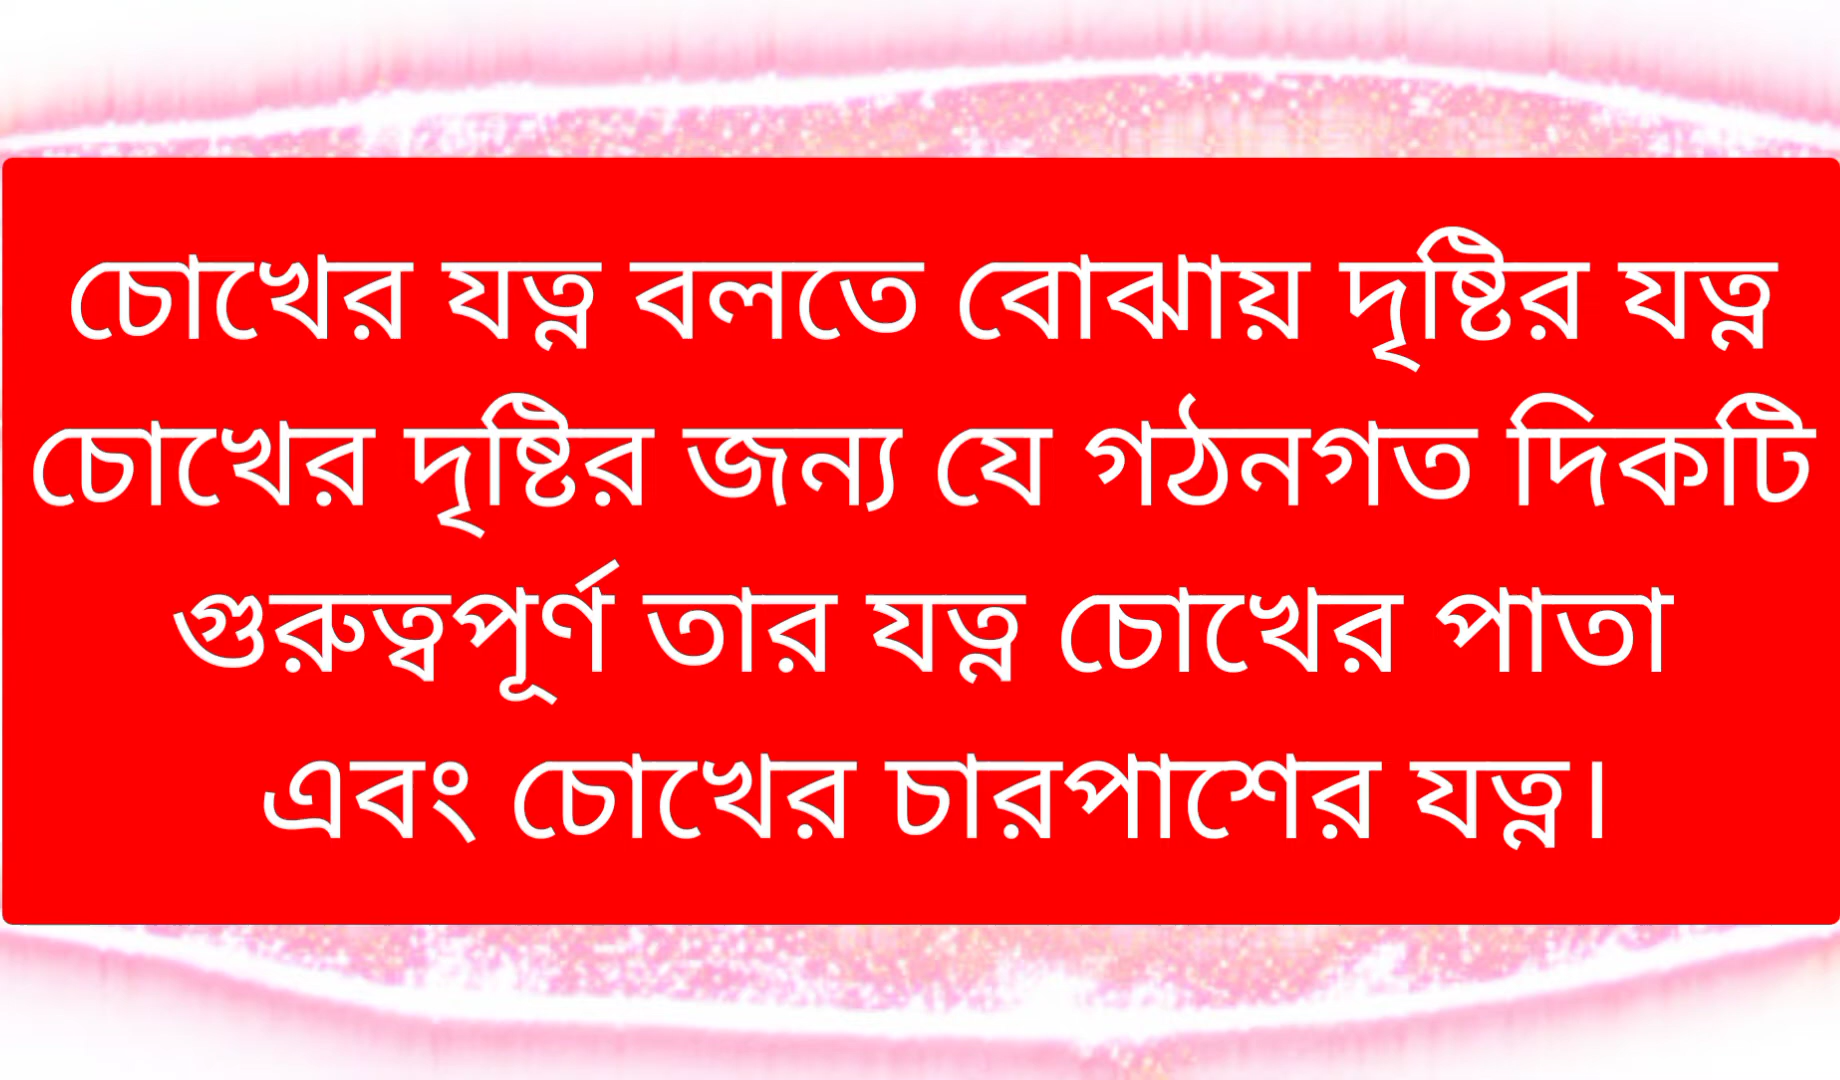 চোখের যত্ন বলতে বোঝায় দৃষ্টির যত্ন
চোখের দৃষ্টির জন্য যে গঠনগত দিকটি
গুরুত্বপূর্ণ তার যত্ন চোখের পাতা
এবং চোখের চারপাশের যত্ন।